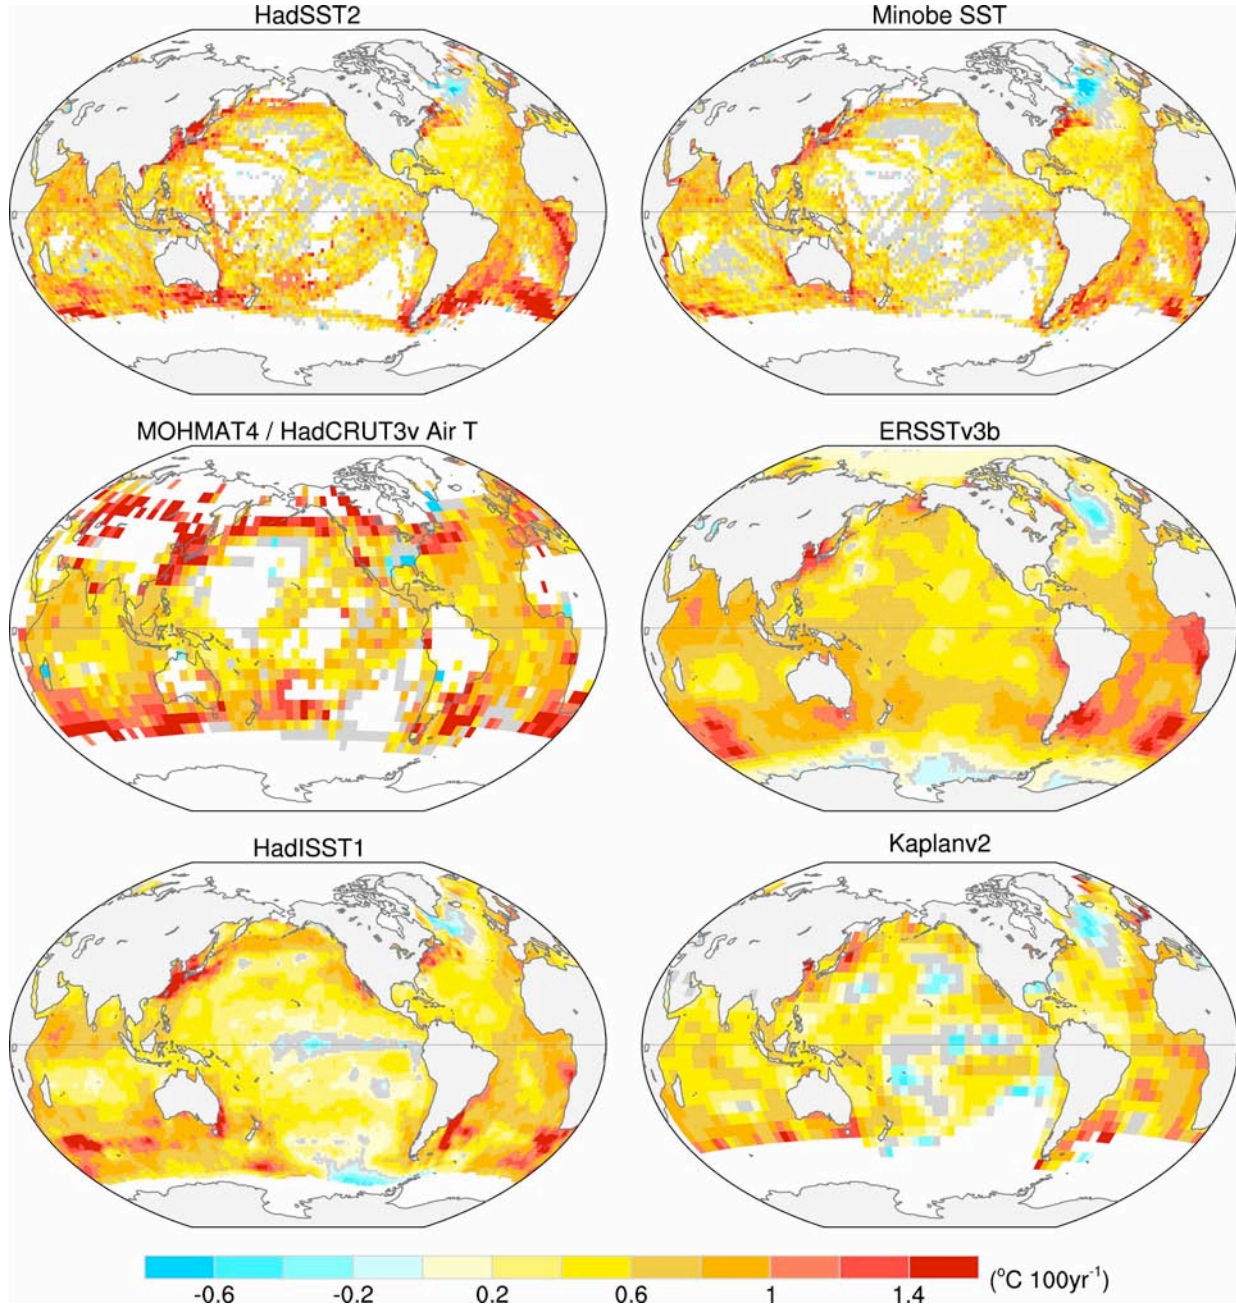 HadSST2 Minobe SST
MOHMAT4 / HadCRUT3v Air T ERSSTv3b
HadISST1 Kaplanv2
-0.6 -0.2 0.2 0.6 1 1.4 (°C 100yr⁻¹)